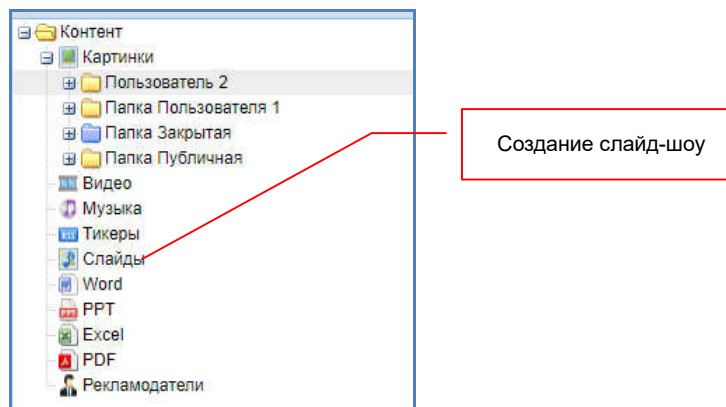 Контент
Картинки
Пользователь 2
Папка Пользователя 1
Папка Закрытая
Папка Публичная
Видео
Музыка
Тикеры
Слайды
Word
PPT
Excel
PDF
Рекламодатели
Создание слайд-шоу